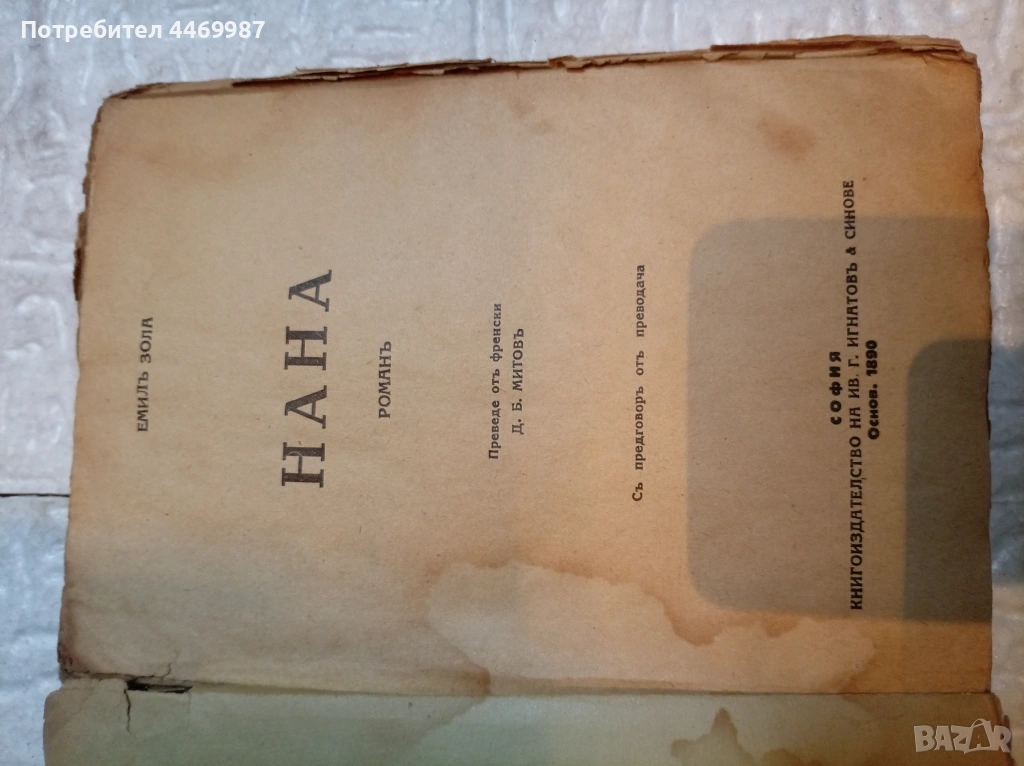 Потребител 4469987
ЕМИЛЪ ЗОЛА
НАНА
РОМАНЪ
Преведе отъ френски
Д. Б. МИТОВЪ
Съ предговоръ отъ преводача
СОФИЯ
КНИГОИЗДАТЕЛСТВО НА ИВ. Г. ИГНАТОВЪ & СИНОВЕ
Основ. 1890
BAZAR